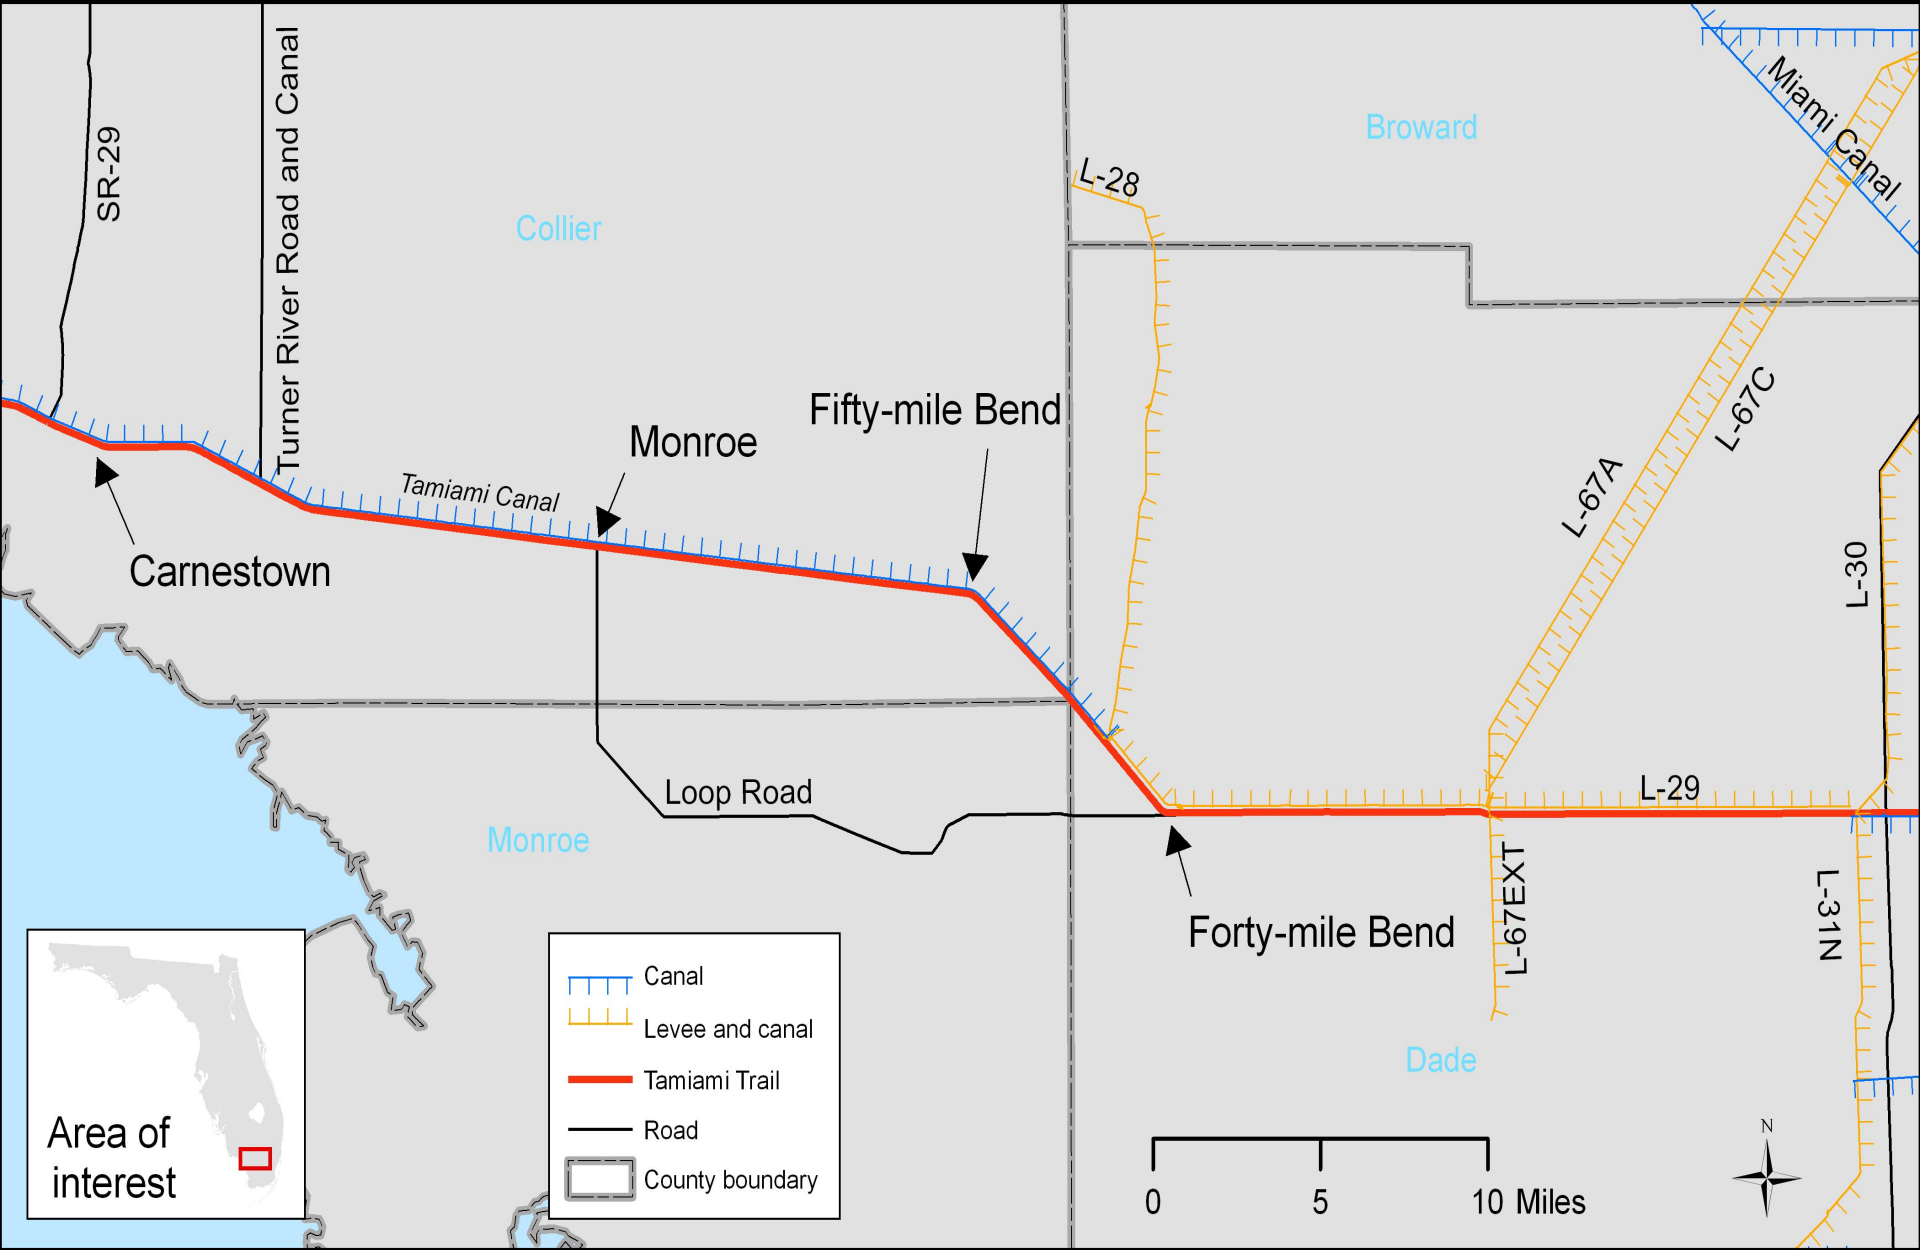 SR-29
Turner River Road and Canal
Miami Canal
Broward
L-28
Collier
Fifty-mile Bend
Monroe
L-67C
Tamiami Canal
L-67A
Carnestown
L-30
L-29
Loop Road
Monroe
L-67EXT
L-31N
Forty-mile Bend
Canal
Levee and canal
Tamiami Trail
Road
County boundary
Dade
Area of
interest
N
0 5 10 Miles